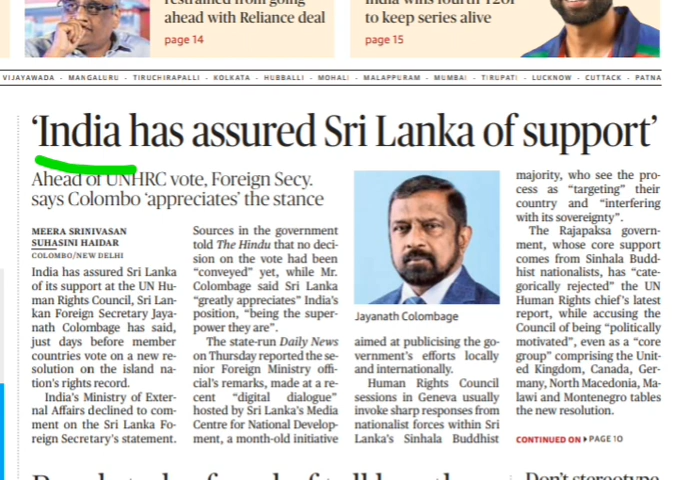 restrained from going
ahead with Reliance deal
page 14
India wins fourth T20I
to keep series alive
page 15
VIJAYAWADA - MANGALURU - TIRUCHIRAPALLI - KOLKATA - HUBBALLI - MOHALI - MALAPPURAM - MUMBAI - TIRUPATI - LUCKNOW - CUTTACK - PATNA
‘India has assured Sri Lanka of support’
Ahead of UNHRC vote, Foreign Secy.
says Colombo ‘appreciates’ the stance
MEERA SRINIVASAN
SUHASINI HAIDAR
COLOMBO/NEW DELHI
India has assured Sri Lanka
of its support at the UN Hu-
man Rights Council, Sri Lan-
kan Foreign Secretary Jaya-
nath Colombage has said,
just days before member
countries vote on a new re-
solution on the island na-
tion's rights record.
India's Ministry of Exter-
nal Affairs declined to com-
ment on the Sri Lanka Fo-
reign Secretary's statement.
Sources in the government
told The Hindu that no deci-
sion on the vote had been
“conveyed” yet, while Mr.
Colombage said Sri Lanka
“greatly appreciates” India's
position, “being the super-
power they are”.
The state-run Daily News
on Thursday reported the se-
nior Foreign Ministry offi-
cial's remarks, made at a re-
cent “digital dialogue”
hosted by Sri Lanka's Media
Centre for National Develop-
ment, a month-old initiative
Jayanath Colombage
aimed at publicising the go-
vernment's efforts locally
and internationally.
Human Rights Council
sessions in Geneva usually
invoke sharp responses from
nationalist forces within Sri
Lanka's Sinhala Buddhist
majority, who see the pro-
cess as “targeting” their
country and “interfering
with its sovereignty”.
The Rajapaksa govern-
ment, whose core support
comes from Sinhala Budd-
hist nationalists, has “cate-
gorically rejected” the UN
Human Rights chief's latest
report, while accusing the
Council of being “politically
motivated”, even as a “core
group” comprising the Unit-
ed Kingdom, Canada, Ger-
many, North Macedonia, Ma-
lawi and Montenegro tables
the new resolution.
CONTINUED ON ▶ PAGE 10
Don't stereotype